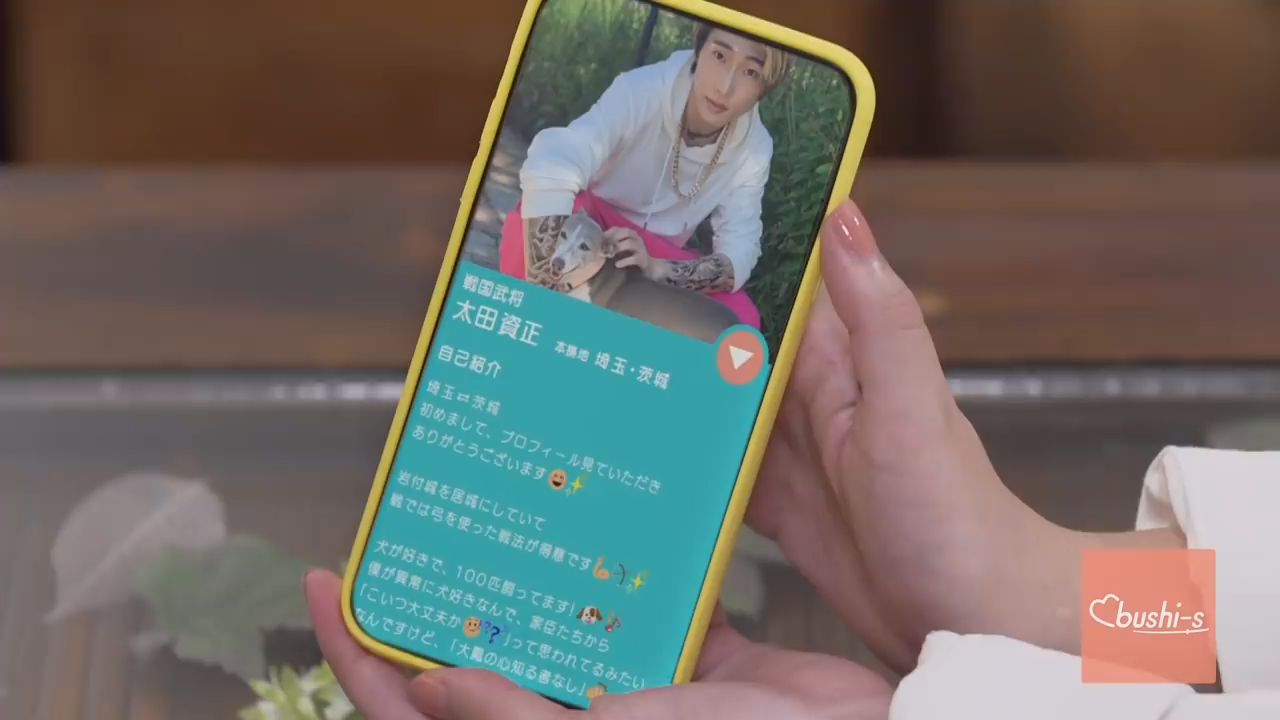 戦国武将
太田資正 本拠地 埼玉・茨城
自己紹介
埼玉⇄茨城
初めまして、プロフィール見ていただき
ありがとうございます😀✨
岩付城を居城にしていて
戦では弓を使った戦法が得意です💪🏹✨
犬が好きで、100匹飼ってます!🐶🎵
僕が異常に犬好きなんで、家臣たちから
「こいつ大丈夫か🤔??」って思われてるみたい
なんですけど、「大鳳の心知る者なし」
bushi-s